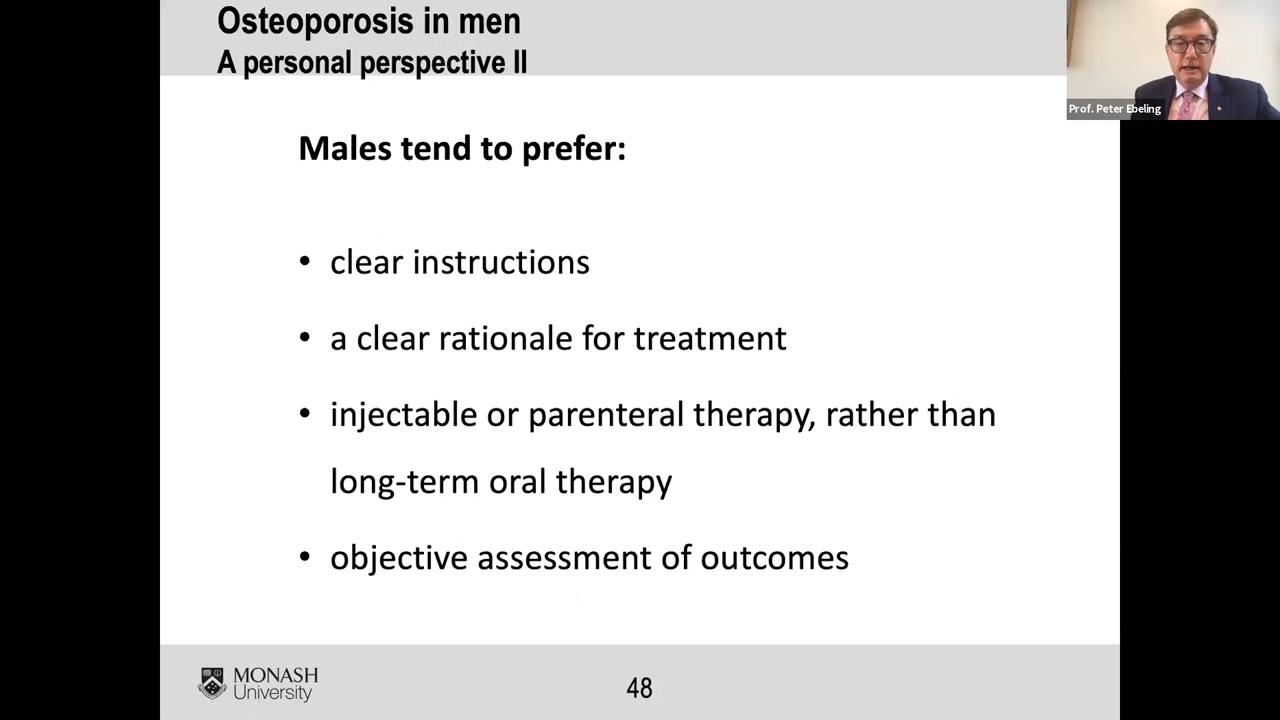 Osteoporosis in men
A personal perspective II
Prof. Peter Ebeling
Males tend to prefer:
• clear instructions
• a clear rationale for treatment
• injectable or parenteral therapy, rather than
long-term oral therapy
• objective assessment of outcomes
MONASH
University
48